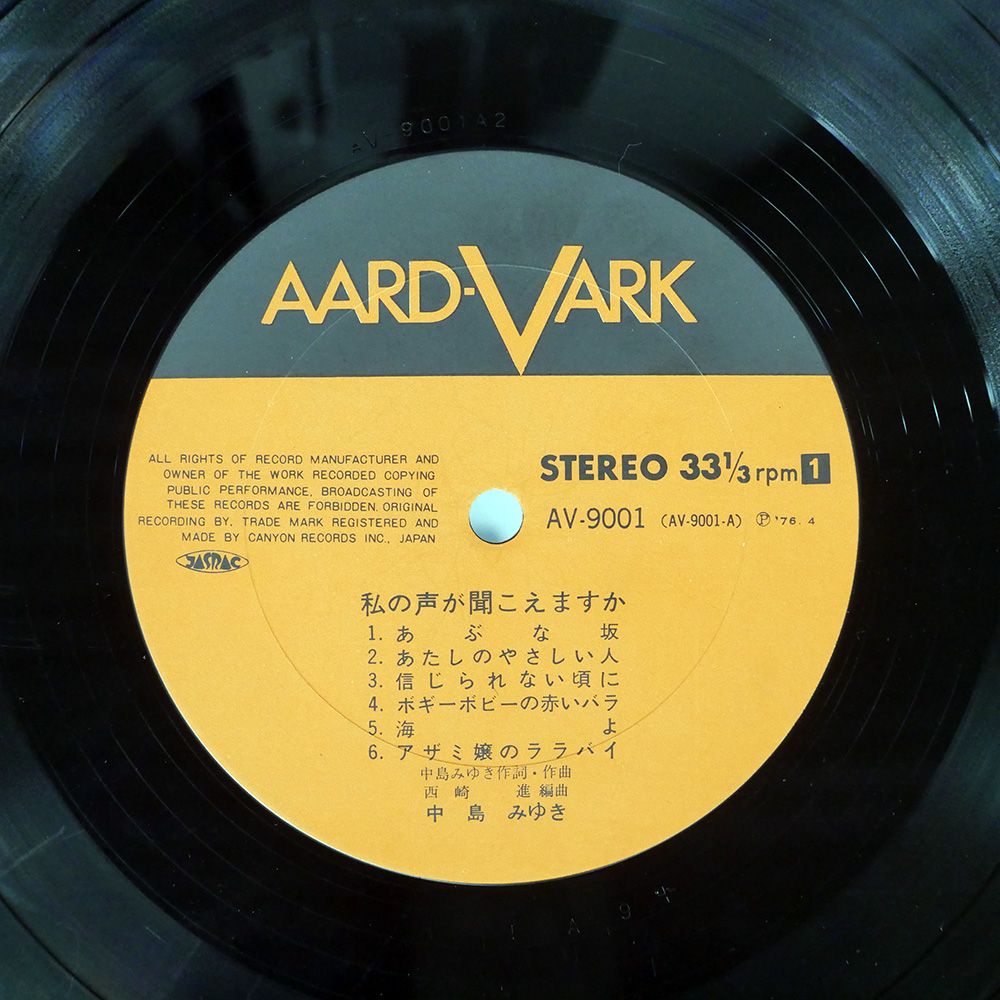 AV-9001A2
AARD-VARK
ALL RIGHTS OF RECORD MANUFACTURER AND
OWNER OF THE WORK RECORDED COPYING
PUBLIC PERFORMANCE, BROADCASTING OF
THESE RECORDS ARE FORBIDDEN. ORIGINAL
RECORDING BY. TRADE MARK REGISTERED AND
MADE BY CANYON RECORDS INC., JAPAN
JASRAC
STEREO 33⅓rpm 1
AV-9001 (AV-9001-A) Ⓟ '76. 4
私の声が聞こえますか
1. あぶな坂
2. あたしのやさしい人
3. 信じられない頃に
4. ボギーボビーの赤いバラ
5. 海よ
6. アザミ嬢のララバイ
中島みゆき作詞・作曲
西崎 進編曲
中島 みゆき